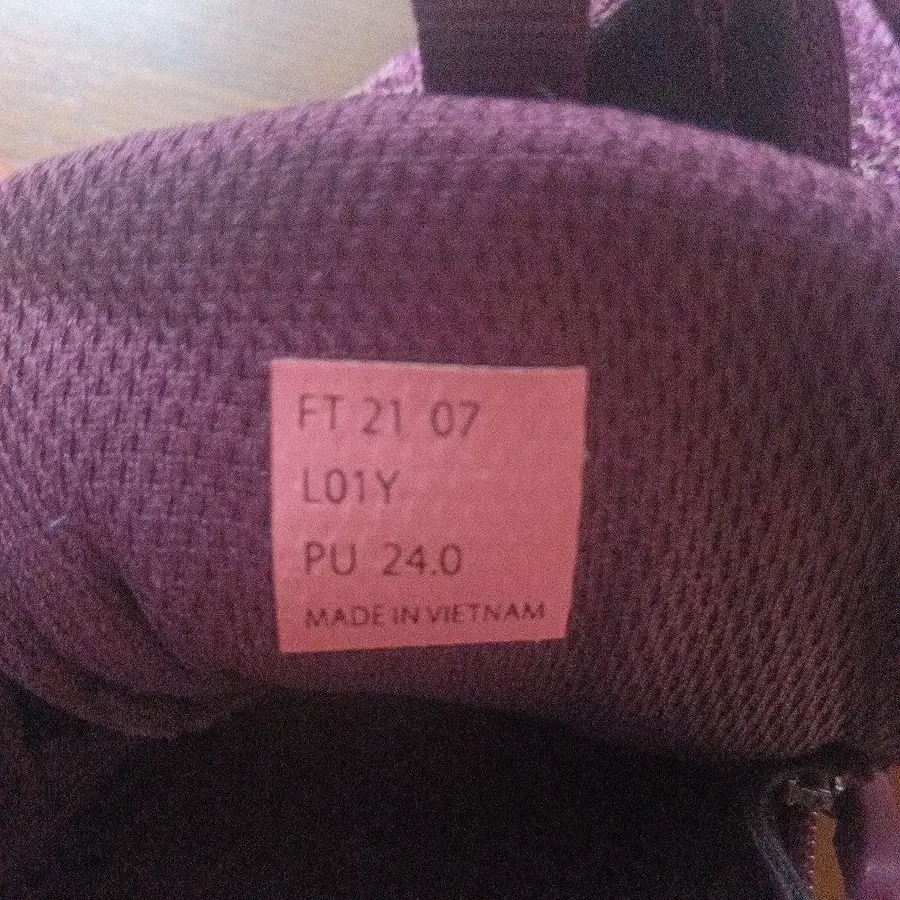 FT 21 07
L01Y
PU 24.0
MADE IN VIETNAM